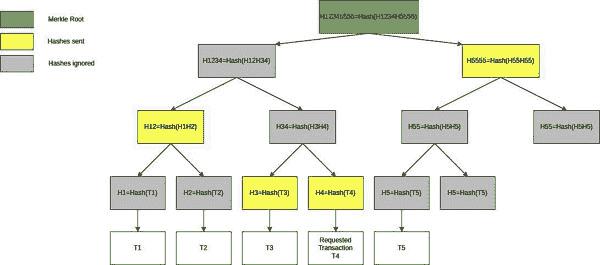 Merkle Root
Hashes sent
Hashes ignored
H12345555=Hash(H1234H5555)
H1234=Hash(H12H34)
H5555=Hash(H55H55)
H12=Hash(H1H2)
H34=Hash(H3H4)
H55=Hash(H5H5)
H55=Hash(H5H5)
H1=Hash(T1)
H2=Hash(T2)
H3=Hash(T3)
H4=Hash(T4)
H5=Hash(T5)
H5=Hash(T5)
T1
T2
T3
Requested
Transaction
T4
T5